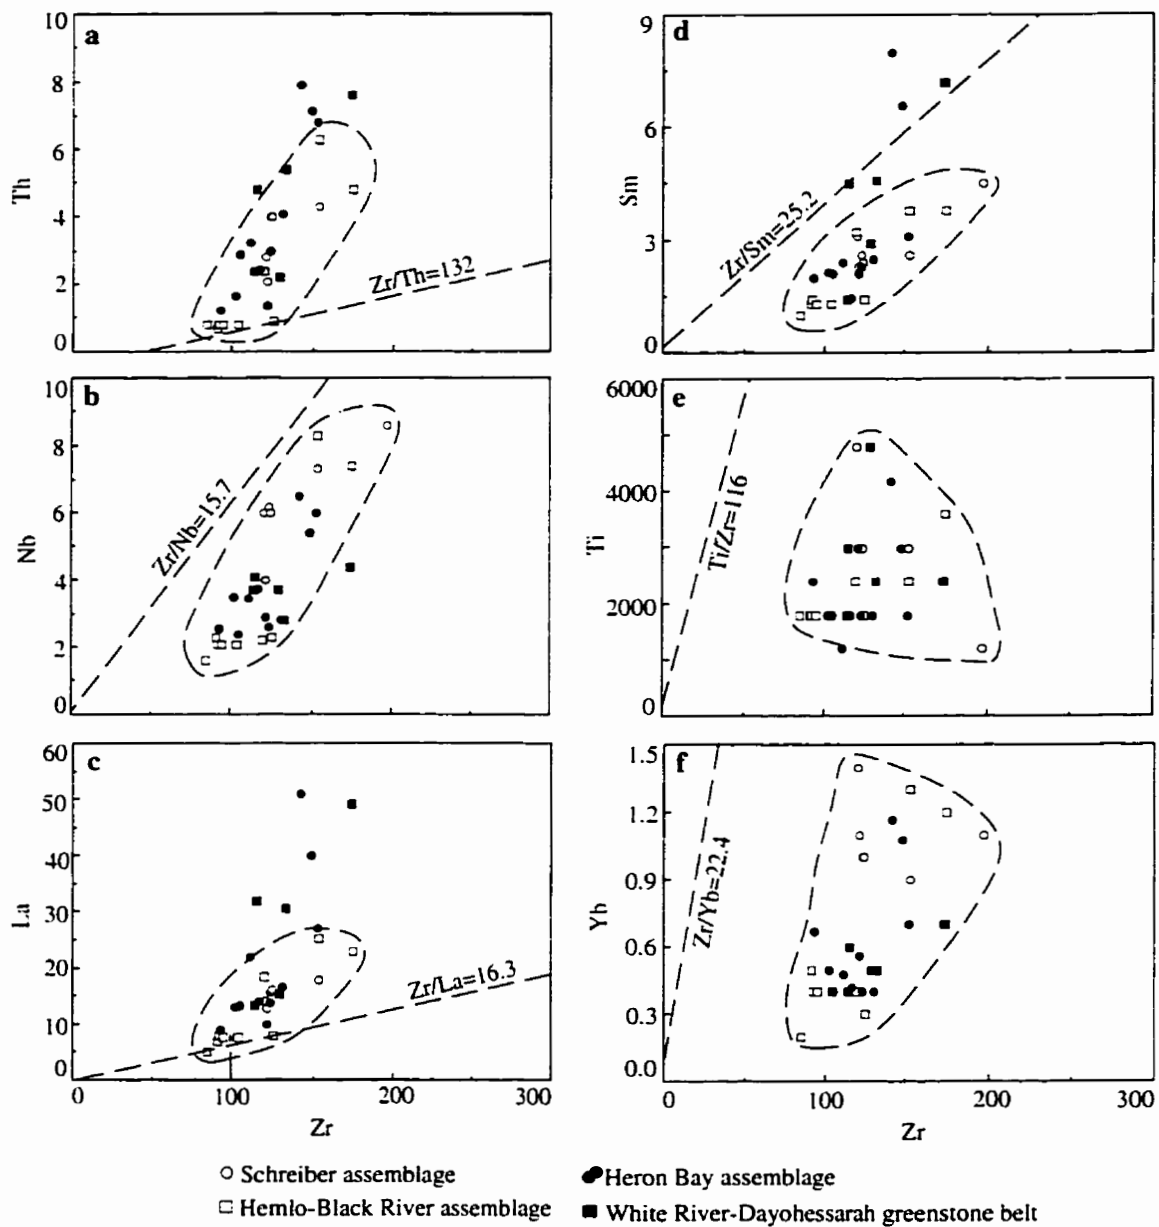 a
10
8
6
4
2
0
Th
Zr/Th=132
b
10
8
6
4
2
0
Nb
Zr/Nb=15.7
c
60
50
40
30
20
10
0
La
Zr/La=16.3
0 100 200 300
Zr
d
9
6
3
0
Sm
Zr/Sm=25.2
e
6000
4000
2000
0
Ti
Ti/Zr=116
f
1.5
1.2
0.9
0.6
0.3
0.0
Yb
Zr/Yb=22.4
0 100 200 300
Zr
Schreiber assemblage
Heron Bay assemblage
Hemlo-Black River assemblage
White River-Dayohessarah greenstone belt